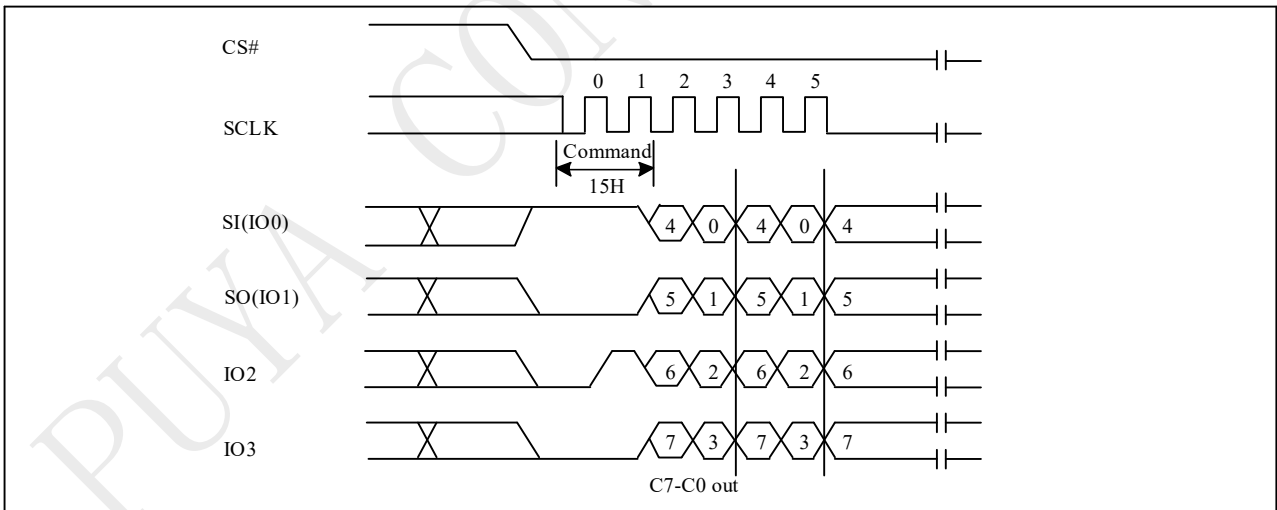 CS#
0 1 2 3 4 5
SCLK
Command
15H
SI(IO0) 4 0 4 0 4
SO(IO1) 5 1 5 1 5
IO2 6 2 6 2 6
IO3 7 3 7 3 7
C7-C0 out
PUYA CON